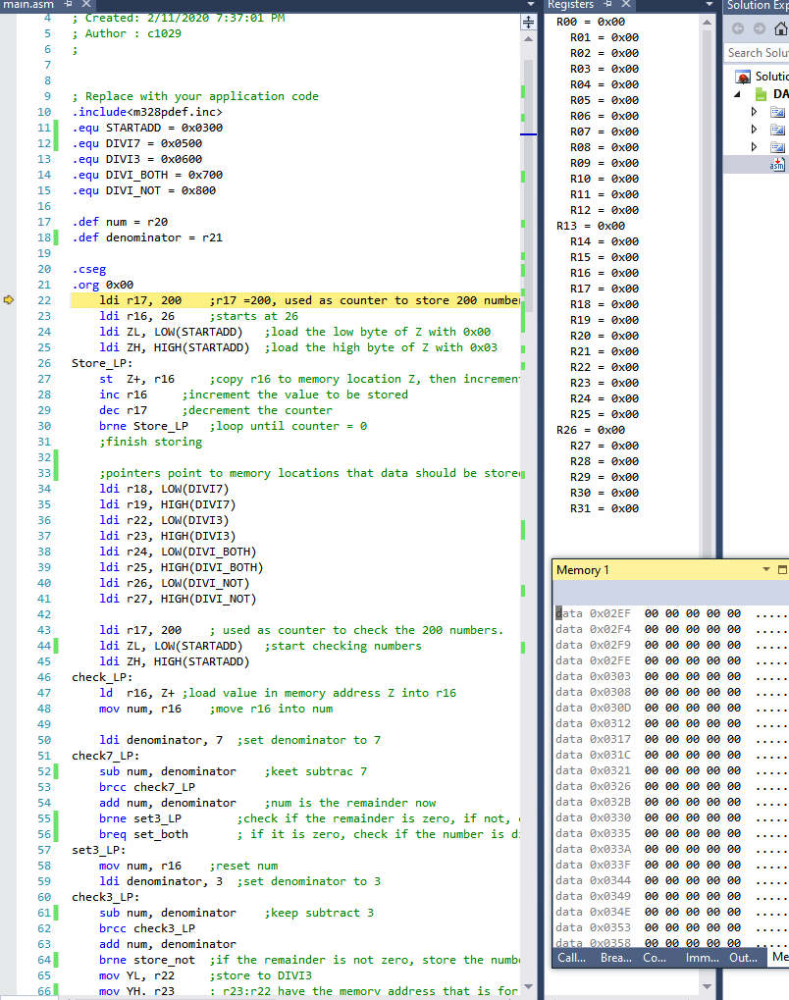 main.asm
Registers
Solution Exp
4 ; Created: 2/11/2020 7:37:01 PM
5 ; Author : c1029
6 ;
7
8
9 ; Replace with your application code
10 .include<m328pdef.inc>
11 .equ STARTADD = 0x0300
12 .equ DIVI7 = 0x0500
13 .equ DIVI3 = 0x0600
14 .equ DIVI_BOTH = 0x700
15 .equ DIVI_NOT = 0x800
16
17 .def num = r20
18 .def denominator = r21
19
20 .cseg
21 .org 0x00
22 ldi r17, 200 ;r17 =200, used as counter to store 200 number
23 ldi r16, 26 ;starts at 26
24 ldi ZL, LOW(STARTADD) ;load the low byte of Z with 0x00
25 ldi ZH, HIGH(STARTADD) ;load the high byte of Z with 0x03
26 Store_LP:
27 st Z+, r16 ;copy r16 to memory location Z, then increment
28 inc r16 ;increment the value to be stored
29 dec r17 ;decrement the counter
30 brne Store_LP ;loop until counter = 0
31 ;finish storing
32
33 ;pointers point to memory locations that data should be stored
34 ldi r18, LOW(DIVI7)
35 ldi r19, HIGH(DIVI7)
36 ldi r22, LOW(DIVI3)
37 ldi r23, HIGH(DIVI3)
38 ldi r24, LOW(DIVI_BOTH)
39 ldi r25, HIGH(DIVI_BOTH)
40 ldi r26, LOW(DIVI_NOT)
41 ldi r27, HIGH(DIVI_NOT)
42
43 ldi r17, 200 ; used as counter to check the 200 numbers.
44 ldi ZL, LOW(STARTADD) ;start checking numbers
45 ldi ZH, HIGH(STARTADD)
46 check_LP:
47 ld r16, Z+ ;load value in memory address Z into r16
48 mov num, r16 ;move r16 into num
49
50 ldi denominator, 7 ;set denominator to 7
51 check7_LP:
52 sub num, denominator ;keet subtrac 7
53 brcc check7_LP
54 add num, denominator ;num is the remainder now
55 brne set3_LP ;check if the remainder is zero, if not,
56 breq set_both ; if it is zero, check if the number is d
57 set3_LP:
58 mov num, r16 ;reset num
59 ldi denominator, 3 ;set denominator to 3
60 check3_LP:
61 sub num, denominator ;keep subtract 3
62 brcc check3_LP
63 add num, denominator
64 brne store_not ;if the remainder is not zero, store the numb
65 mov YL, r22 ;store to DIVI3
66 mov YH, r23 ; r23:r22 have the memory address that is for
R00 = 0x00
R01 = 0x00
R02 = 0x00
R03 = 0x00
R04 = 0x00
R05 = 0x00
R06 = 0x00
R07 = 0x00
R08 = 0x00
R09 = 0x00
R10 = 0x00
R11 = 0x00
R12 = 0x00
R13 = 0x00
R14 = 0x00
R15 = 0x00
R16 = 0x00
R17 = 0x00
R18 = 0x00
R19 = 0x00
R20 = 0x00
R21 = 0x00
R22 = 0x00
R23 = 0x00
R24 = 0x00
R25 = 0x00
R26 = 0x00
R27 = 0x00
R28 = 0x00
R29 = 0x00
R30 = 0x00
R31 = 0x00
Search Solu
Solutio
DA
asm
Memory 1
data 0x02EF 00 00 00 00 00 .....
data 0x02F4 00 00 00 00 00 .....
data 0x02F9 00 00 00 00 00 .....
data 0x02FE 00 00 00 00 00 .....
data 0x0303 00 00 00 00 00 .....
data 0x0308 00 00 00 00 00 .....
data 0x030D 00 00 00 00 00 .....
data 0x0312 00 00 00 00 00 .....
data 0x0317 00 00 00 00 00 .....
data 0x031C 00 00 00 00 00 .....
data 0x0321 00 00 00 00 00 .....
data 0x0326 00 00 00 00 00 .....
data 0x032B 00 00 00 00 00 .....
data 0x0330 00 00 00 00 00 .....
data 0x0335 00 00 00 00 00 .....
data 0x033A 00 00 00 00 00 .....
data 0x033F 00 00 00 00 00 .....
data 0x0344 00 00 00 00 00 .....
data 0x0349 00 00 00 00 00 .....
data 0x034E 00 00 00 00 00 .....
data 0x0353 00 00 00 00 00 .....
data 0x0358 00 00 00 00 00 .....
Call... Brea... Co... Imm... Out... Me